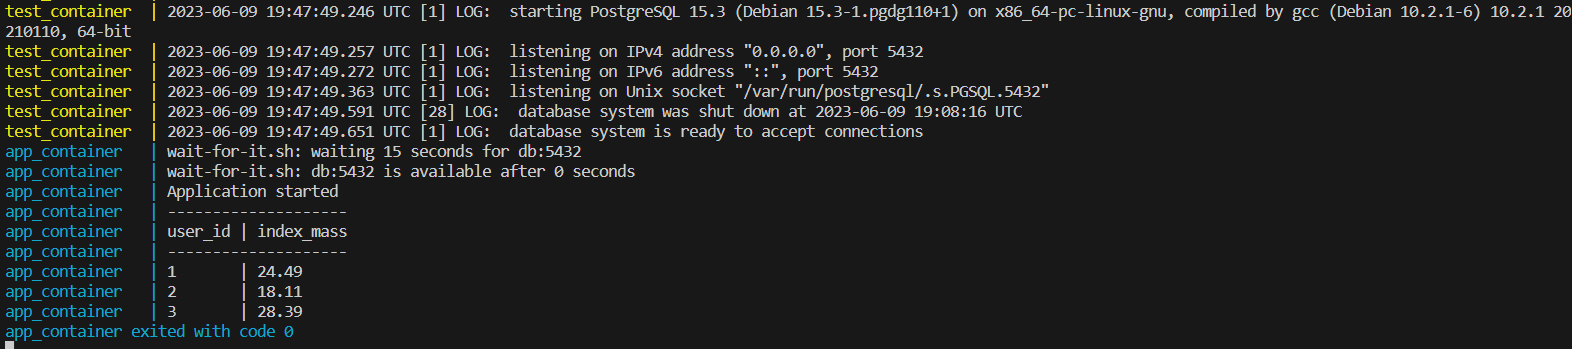 test_container  | 2023-06-09 19:47:49.246 UTC [1] LOG:  starting PostgreSQL 15.3 (Debian 15.3-1.pgdg110+1) on x86_64-pc-linux-gnu, compiled by gcc (Debian 10.2.1-6) 10.2.1 20
210110, 64-bit
test_container  | 2023-06-09 19:47:49.257 UTC [1] LOG:  listening on IPv4 address "0.0.0.0", port 5432
test_container  | 2023-06-09 19:47:49.272 UTC [1] LOG:  listening on IPv6 address "::", port 5432
test_container  | 2023-06-09 19:47:49.363 UTC [1] LOG:  listening on Unix socket "/var/run/postgresql/.s.PGSQL.5432"
test_container  | 2023-06-09 19:47:49.591 UTC [28] LOG:  database system was shut down at 2023-06-09 19:08:16 UTC
test_container  | 2023-06-09 19:47:49.651 UTC [1] LOG:  database system is ready to accept connections
app_container   | wait-for-it.sh: waiting 15 seconds for db:5432
app_container   | wait-for-it.sh: db:5432 is available after 0 seconds
app_container   | Application started
app_container   | --------------------
app_container   | user_id | index_mass
app_container   | --------------------
app_container   | 1       | 24.49
app_container   | 2       | 18.11
app_container   | 3       | 28.39
app_container exited with code 0